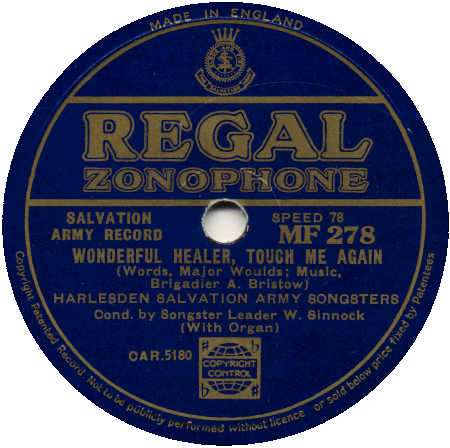 MADE IN ENGLAND
REGAL
ZONOPHONE
SALVATION
ARMY RECORD
SPEED 78
MF 278
WONDERFUL HEALER, TOUCH ME AGAIN
(Words, Major Woulds; Music,
Brigadier A. Bristow)
HARLESDEN SALVATION ARMY SONGSTERS
Cond. by Songster Leader W. Sinnock
(With Organ)
OAR.5180
COPYRIGHT
CONTROL
Copyright Patented Record Not to be publicly performed without licence or sold below price fixed by Patentees